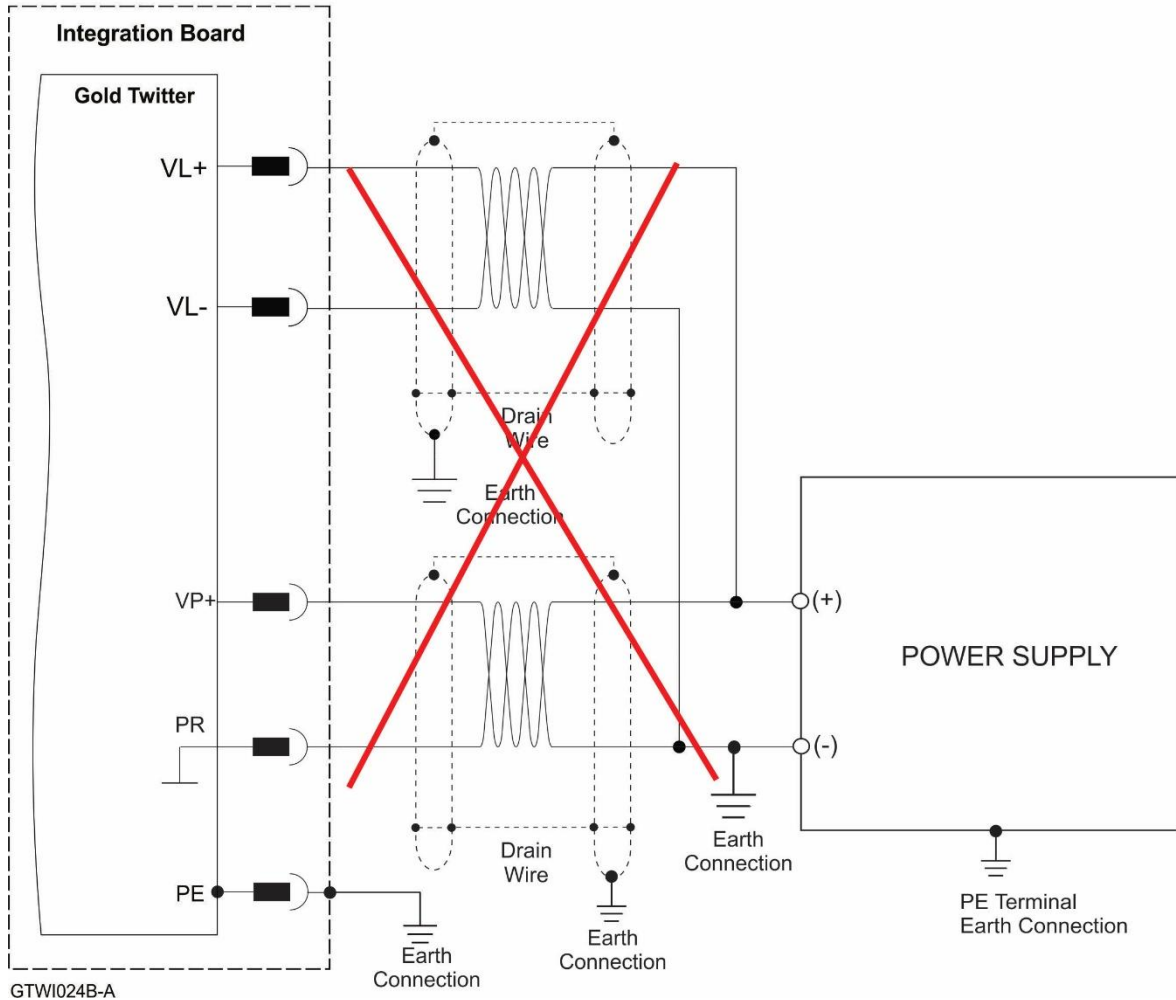 Integration Board
Gold Twitter
VL+
VL-
Drain
Wire
Earth
Connection
VP+
(+)
POWER SUPPLY
PR
(-)
Drain
Wire
Earth
Connection
PE
Earth
Connection
Earth
Connection
PE Terminal
Earth Connection
GTWI024B-A